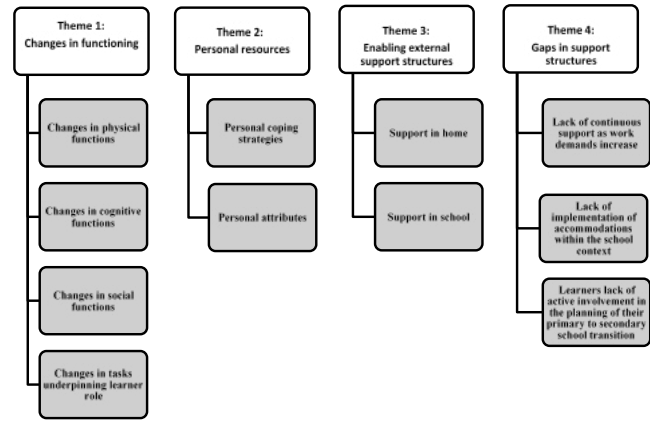 Theme 1:
Changes in functioning
Changes in physical
functions
Changes in cognitive
functions
Changes in social
functions
Changes in tasks
underpinning learner
role
Theme 2:
Personal resources
Personal coping
strategies
Personal attributes
Theme 3:
Enabling external
support structures
Support in home
Support in school
Theme 4:
Gaps in support
structures
Lack of continuous
support as work
demands increase
Lack of
implementation of
accommodations
within the school
context
Learners lack of
active involvement in
the planning of their
primary to secondary
school transition